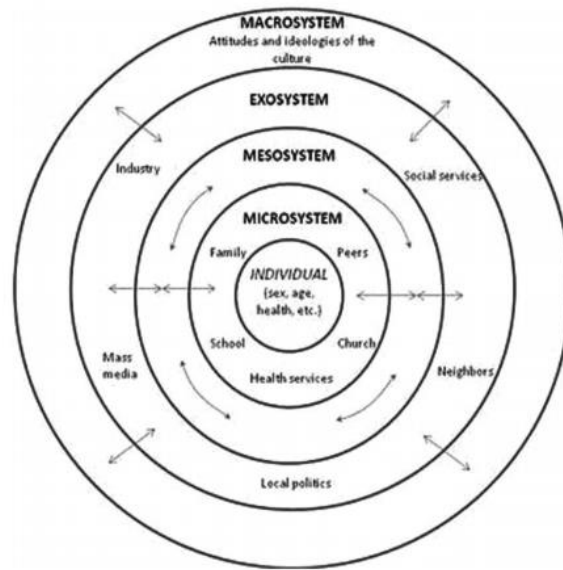 MACROSYSTEM
Attitudes and ideologies of the
culture
EXOSYSTEM
MESOSYSTEM
Industry
Social services
MICROSYSTEM
Family
Peers
INDIVIDUAL
(sex, age,
health, etc.)
School
Church
Mass
media
Health services
Neighbors
Local politics